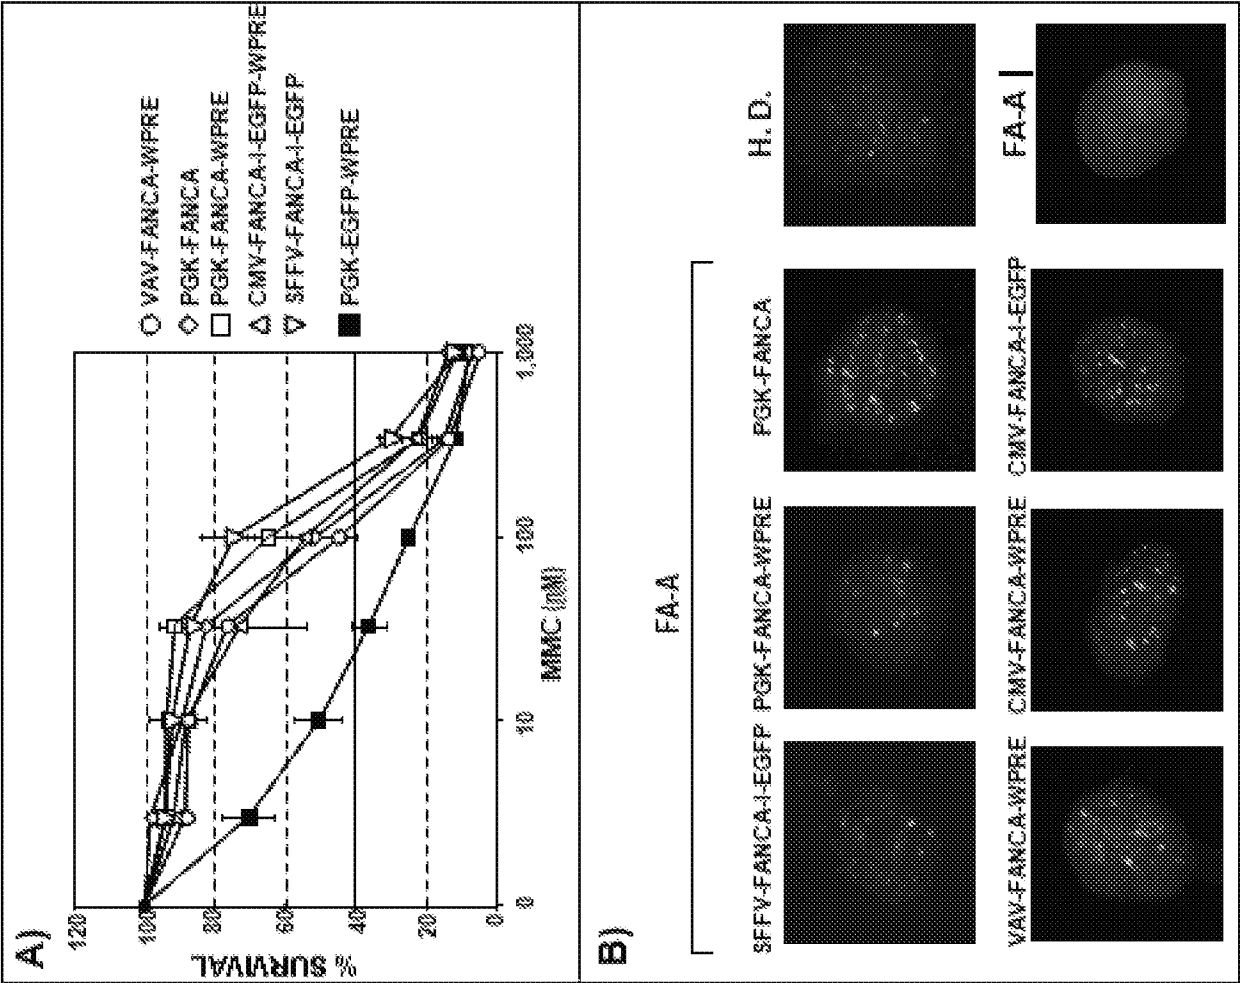 A)
% SURVIVAL
120
100
80
60
40
20
0
0
10
100
1,000
MMC (nM)
VAV-FANCA-WPRE
PGK-FANCA
PGK-FANCA-WPRE
CMV-FANCA-I-EGFP-WPRE
SFFV-FANCA-I-EGFP
PGK-EGFP-WPRE
B)
FA-A
H. D.
SFFV-FANCA-I-EGFP
PGK-FANCA-WPRE
PGK-FANCA
FA-A
VAV-FANCA-WPRE
CMV-FANCA-WPRE
CMV-FANCA-I-EGFP